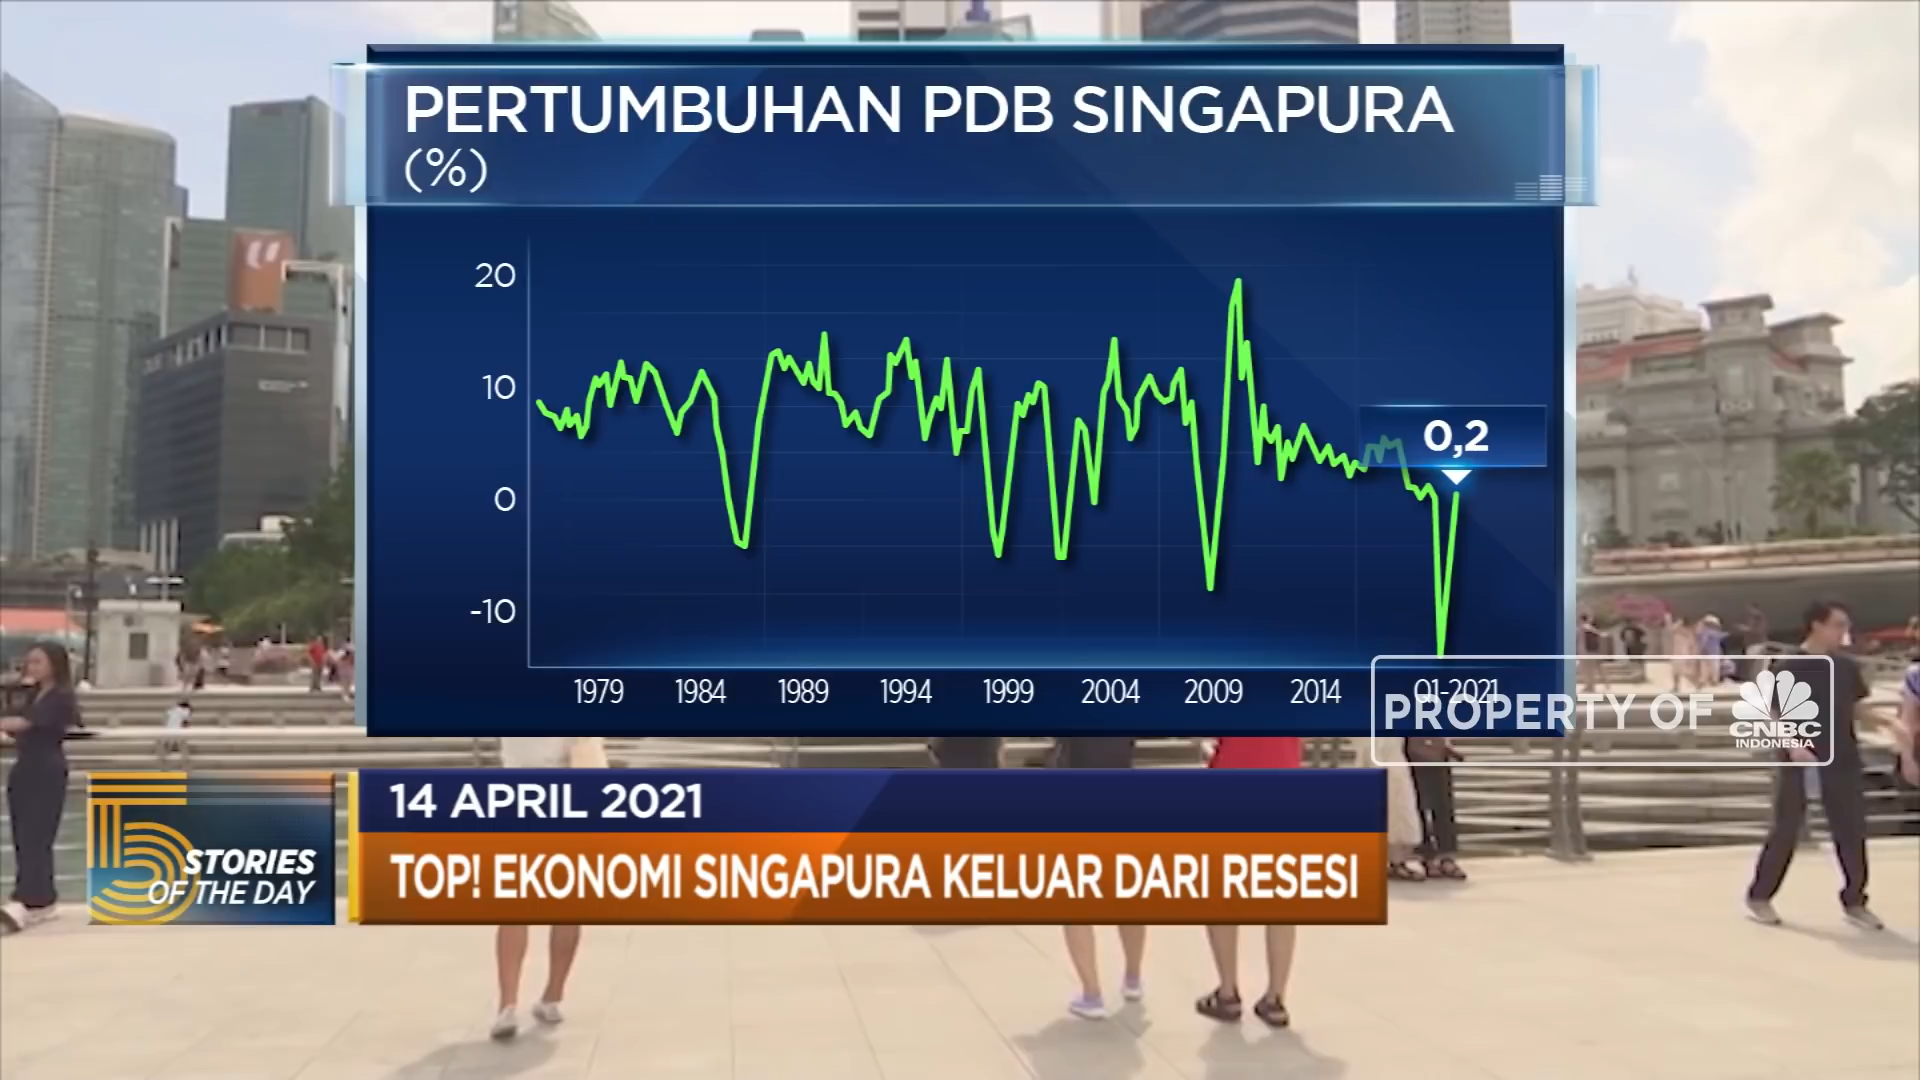 PERTUMBUHAN PDB SINGAPURA
(%)
20
10
0
-10
0,2
1979 1984 1989 1994 1999 2004 2009 2014 Q1-2021
PROPERTY OF CNBC
INDONESIA
14 APRIL 2021
5 STORIES
OF THE DAY
TOP! EKONOMI SINGAPURA KELUAR DARI RESESI